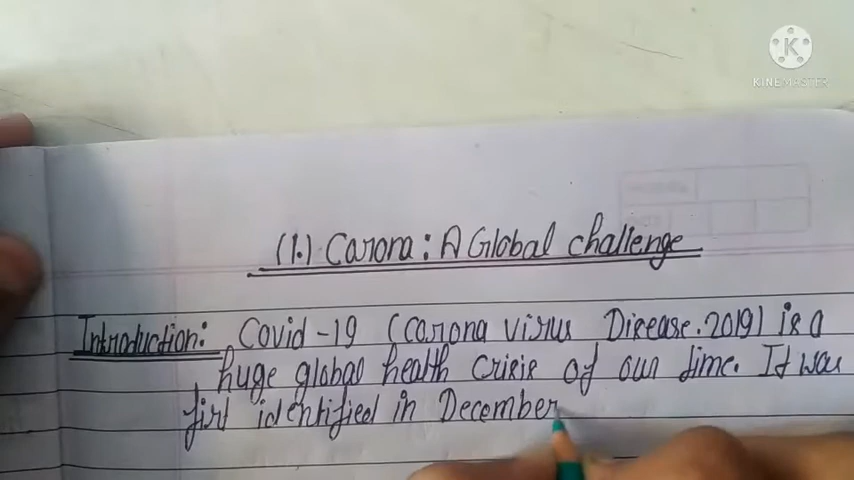 KINEMASTER
(1.) Carona: A Global challenge
Introduction: Covid-19 (Carona virus Disease.2019) is a
huge global health crisis of our time. It was
first identified in December